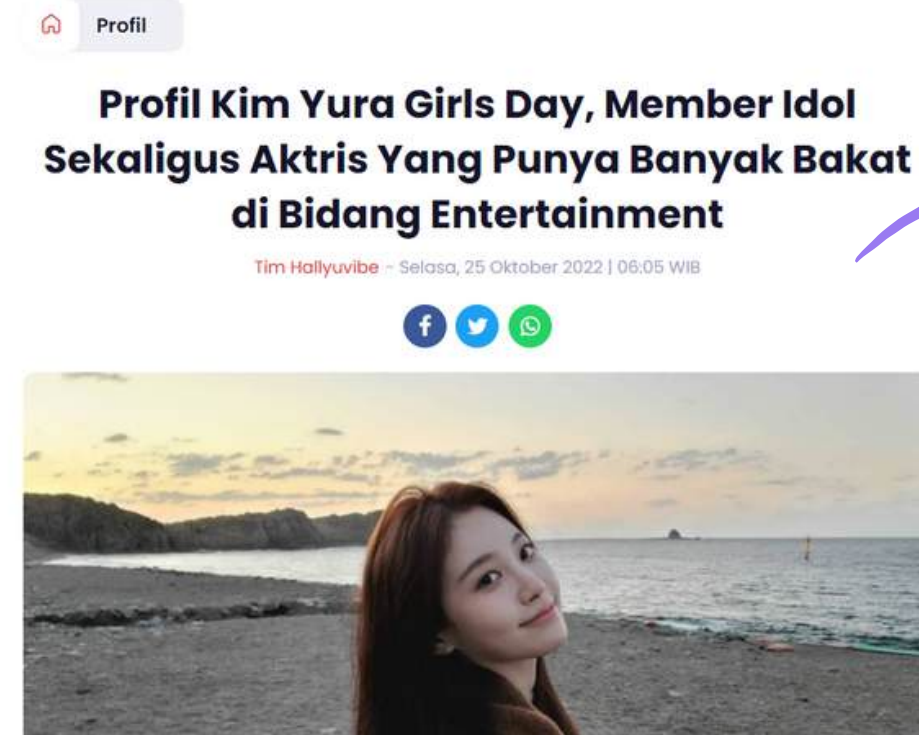 Profil
Profil Kim Yura Girls Day, Member Idol
Sekaligus Aktris Yang Punya Banyak Bakat
di Bidang Entertainment
Tim Hallyuvibe - Selasa, 25 Oktober 2022 | 06:05 WIB